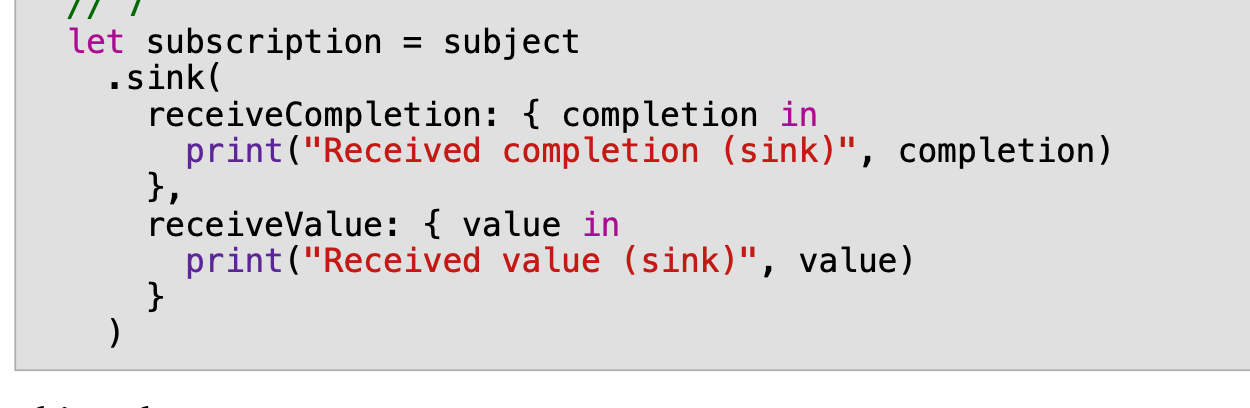 let subscription = subject
  .sink(
    receiveCompletion: { completion in
      print("Received completion (sink)", completion)
    },
    receiveValue: { value in
      print("Received value (sink)", value)
    }
  )